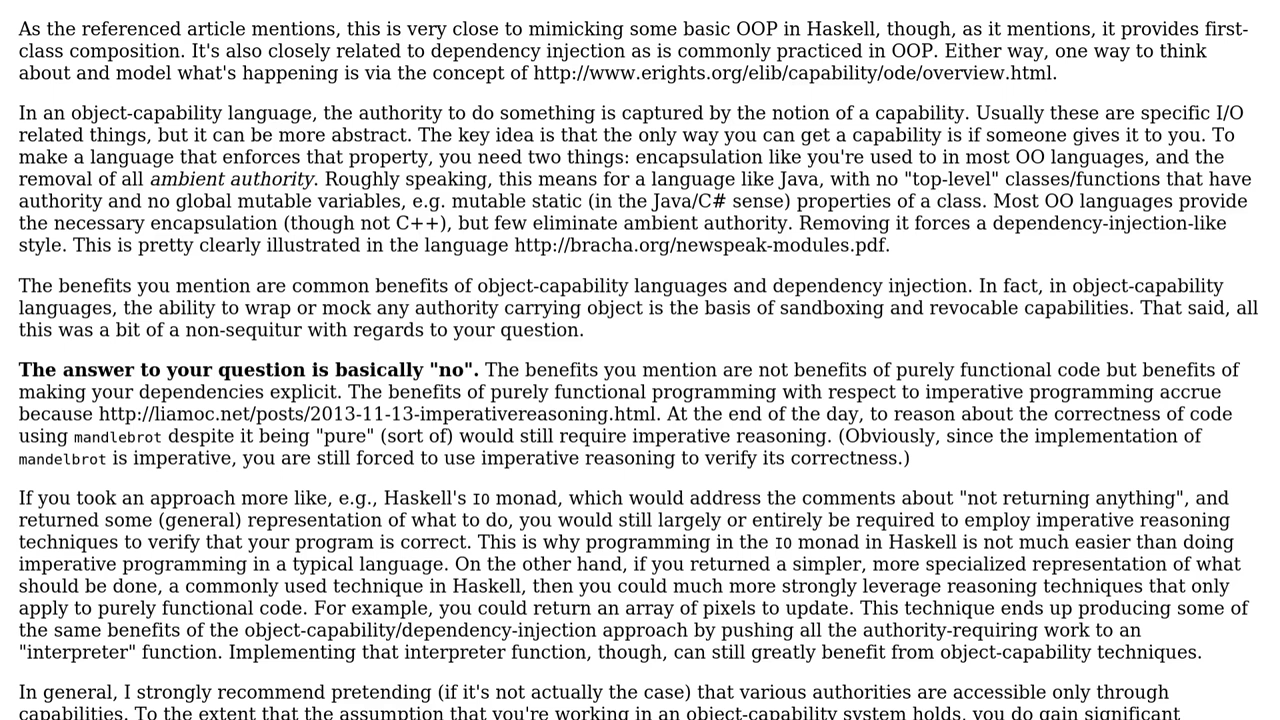 As the referenced article mentions, this is very close to mimicking some basic OOP in Haskell, though, as it mentions, it provides first-
class composition. It's also closely related to dependency injection as is commonly practiced in OOP. Either way, one way to think
about and model what's happening is via the concept of http://www.erights.org/elib/capability/ode/overview.html.
In an object-capability language, the authority to do something is captured by the notion of a capability. Usually these are specific I/O
related things, but it can be more abstract. The key idea is that the only way you can get a capability is if someone gives it to you. To
make a language that enforces that property, you need two things: encapsulation like you're used to in most OO languages, and the
removal of all ambient authority. Roughly speaking, this means for a language like Java, with no "top-level" classes/functions that have
authority and no global mutable variables, e.g. mutable static (in the Java/C# sense) properties of a class. Most OO languages provide
the necessary encapsulation (though not C++), but few eliminate ambient authority. Removing it forces a dependency-injection-like
style. This is pretty clearly illustrated in the language http://bracha.org/newspeak-modules.pdf.
The benefits you mention are common benefits of object-capability languages and dependency injection. In fact, in object-capability
languages, the ability to wrap or mock any authority carrying object is the basis of sandboxing and revocable capabilities. That said, all
this was a bit of a non-sequitur with regards to your question.
The answer to your question is basically "no". The benefits you mention are not benefits of purely functional code but benefits of
making your dependencies explicit. The benefits of purely functional programming with respect to imperative programming accrue
because http://liamoc.net/posts/2013-11-13-imperativereasoning.html. At the end of the day, to reason about the correctness of code
using mandlebrot despite it being "pure" (sort of) would still require imperative reasoning. (Obviously, since the implementation of
mandelbrot is imperative, you are still forced to use imperative reasoning to verify its correctness.)
If you took an approach more like, e.g., Haskell's IO monad, which would address the comments about "not returning anything", and
returned some (general) representation of what to do, you would still largely or entirely be required to employ imperative reasoning
techniques to verify that your program is correct. This is why programming in the IO monad in Haskell is not much easier than doing
imperative programming in a typical language. On the other hand, if you returned a simpler, more specialized representation of what
should be done, a commonly used technique in Haskell, then you could much more strongly leverage reasoning techniques that only
apply to purely functional code. For example, you could return an array of pixels to update. This technique ends up producing some of
the same benefits of the object-capability/dependency-injection approach by pushing all the authority-requiring work to an
"interpreter" function. Implementing that interpreter function, though, can still greatly benefit from object-capability techniques.
In general, I strongly recommend pretending (if it's not actually the case) that various authorities are accessible only through
capabilities. To the extent that the assumption that you're working in an object-capability system holds, you do gain significant